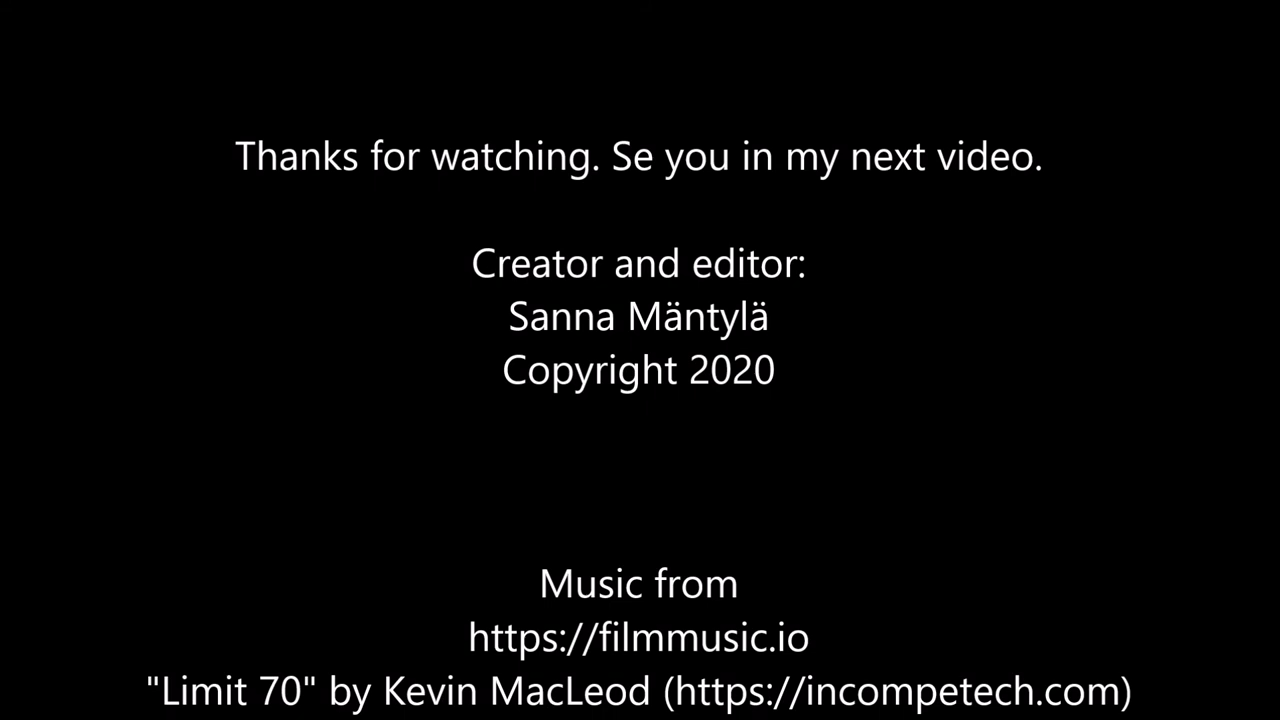 Thanks for watching. Se you in my next video.
Creator and editor:
Sanna Mäntylä
Copyright 2020
Music from
https://filmmusic.io
"Limit 70" by Kevin MacLeod (https://incompetech.com)